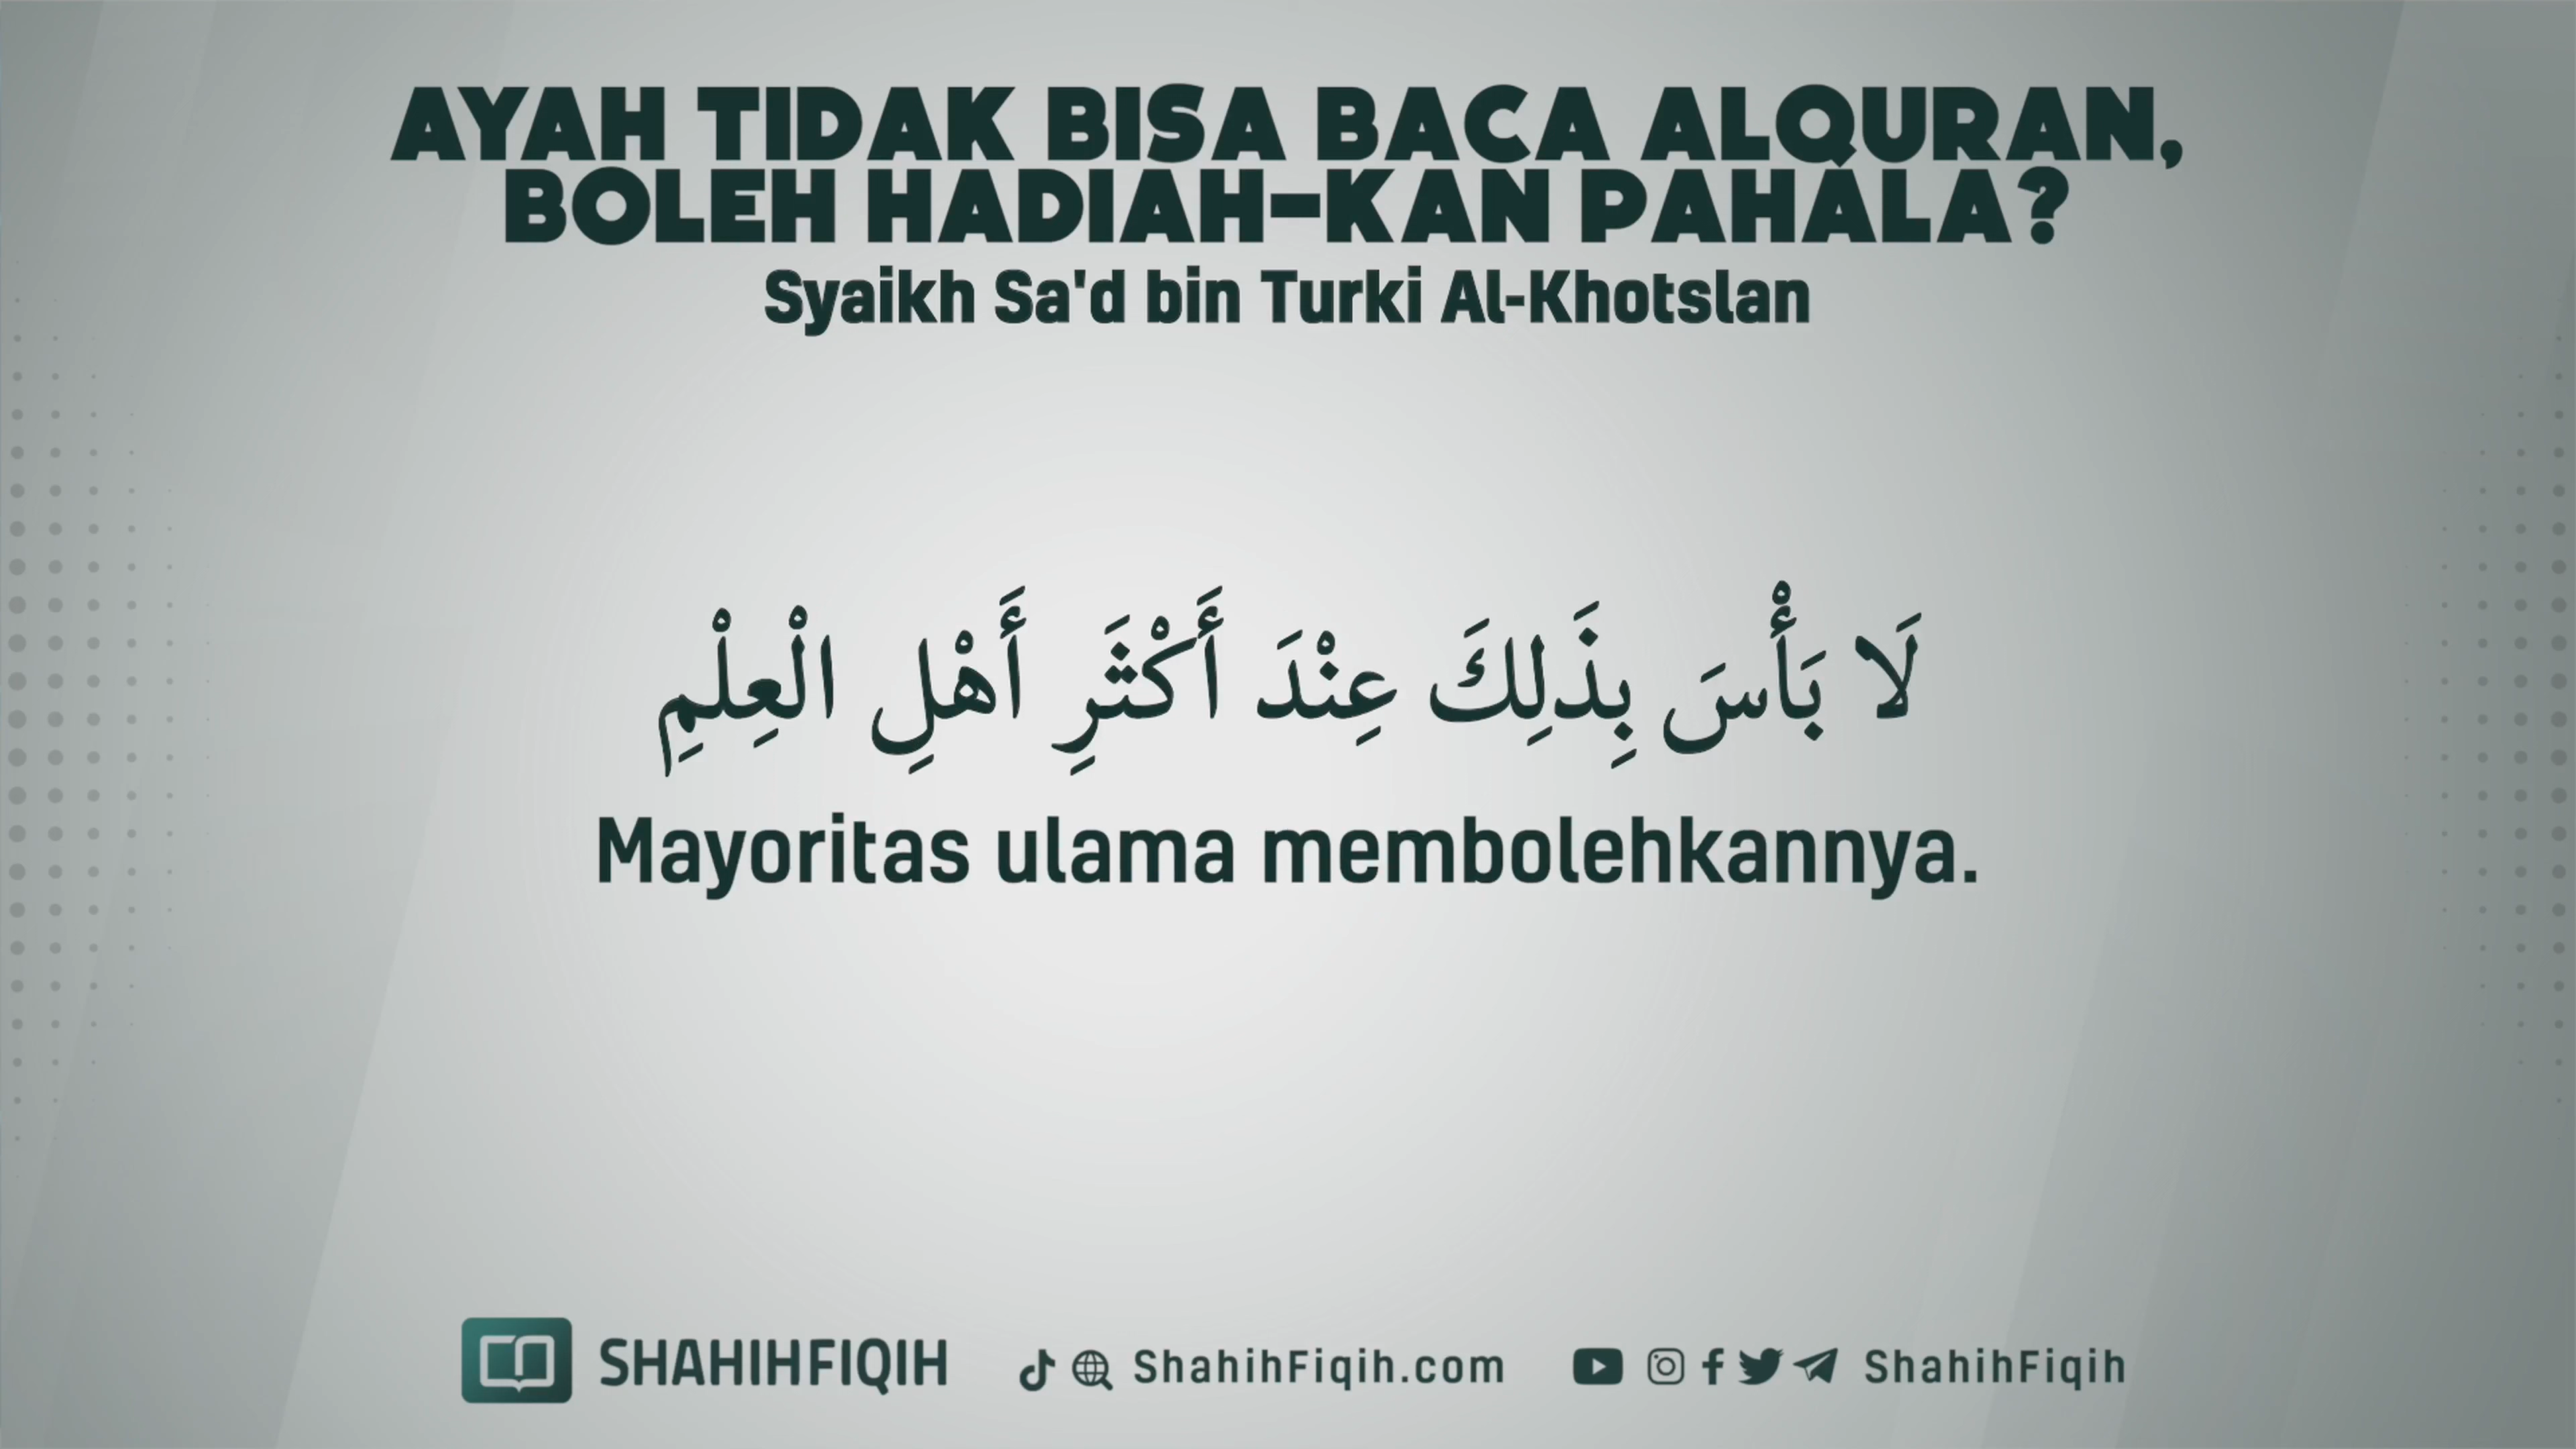 AYAH TIDAK BISA BACA ALQURAN,
BOLEH HADIAH-KAN PAHALA?
Syaikh Sa'd bin Turki Al-Khotslan
لَا بَأْسَ بِذَلِكَ عِنْدَ أَكْثَرِ أَهْلِ الْعِلْمِ
Mayoritas ulama membolehkannya.
SHAHIHFIQIH ShahihFiqih.com ShahihFiqih